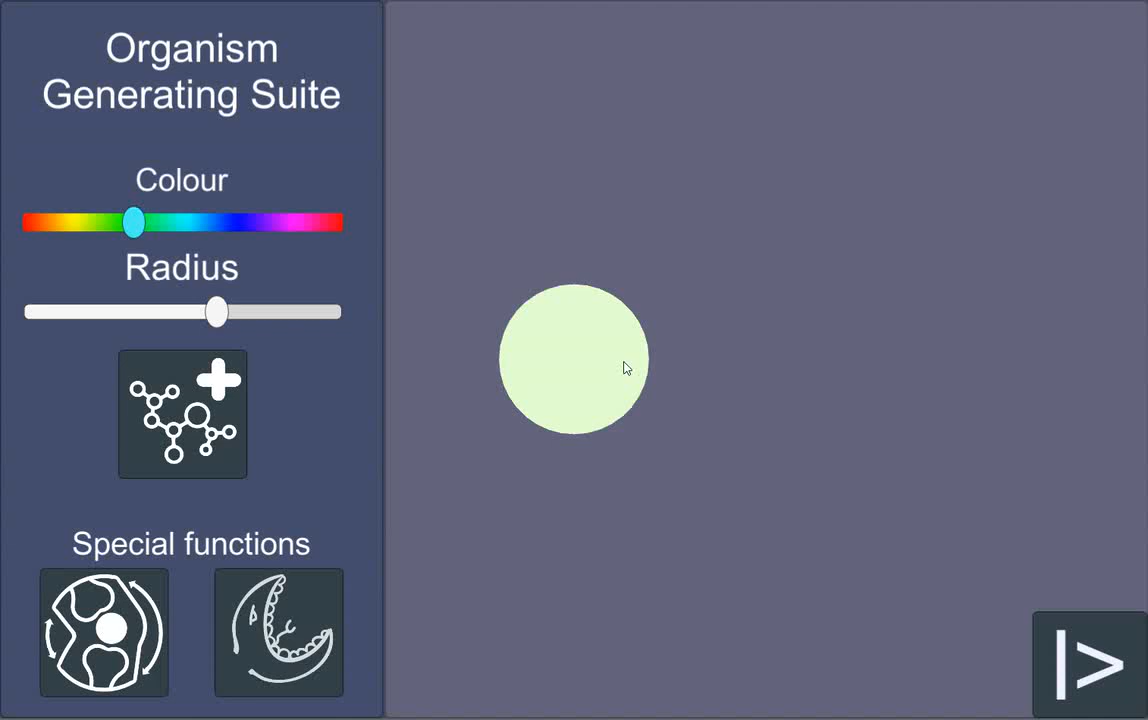 Organism
Generating Suite
Colour
Radius
Special functions
|>